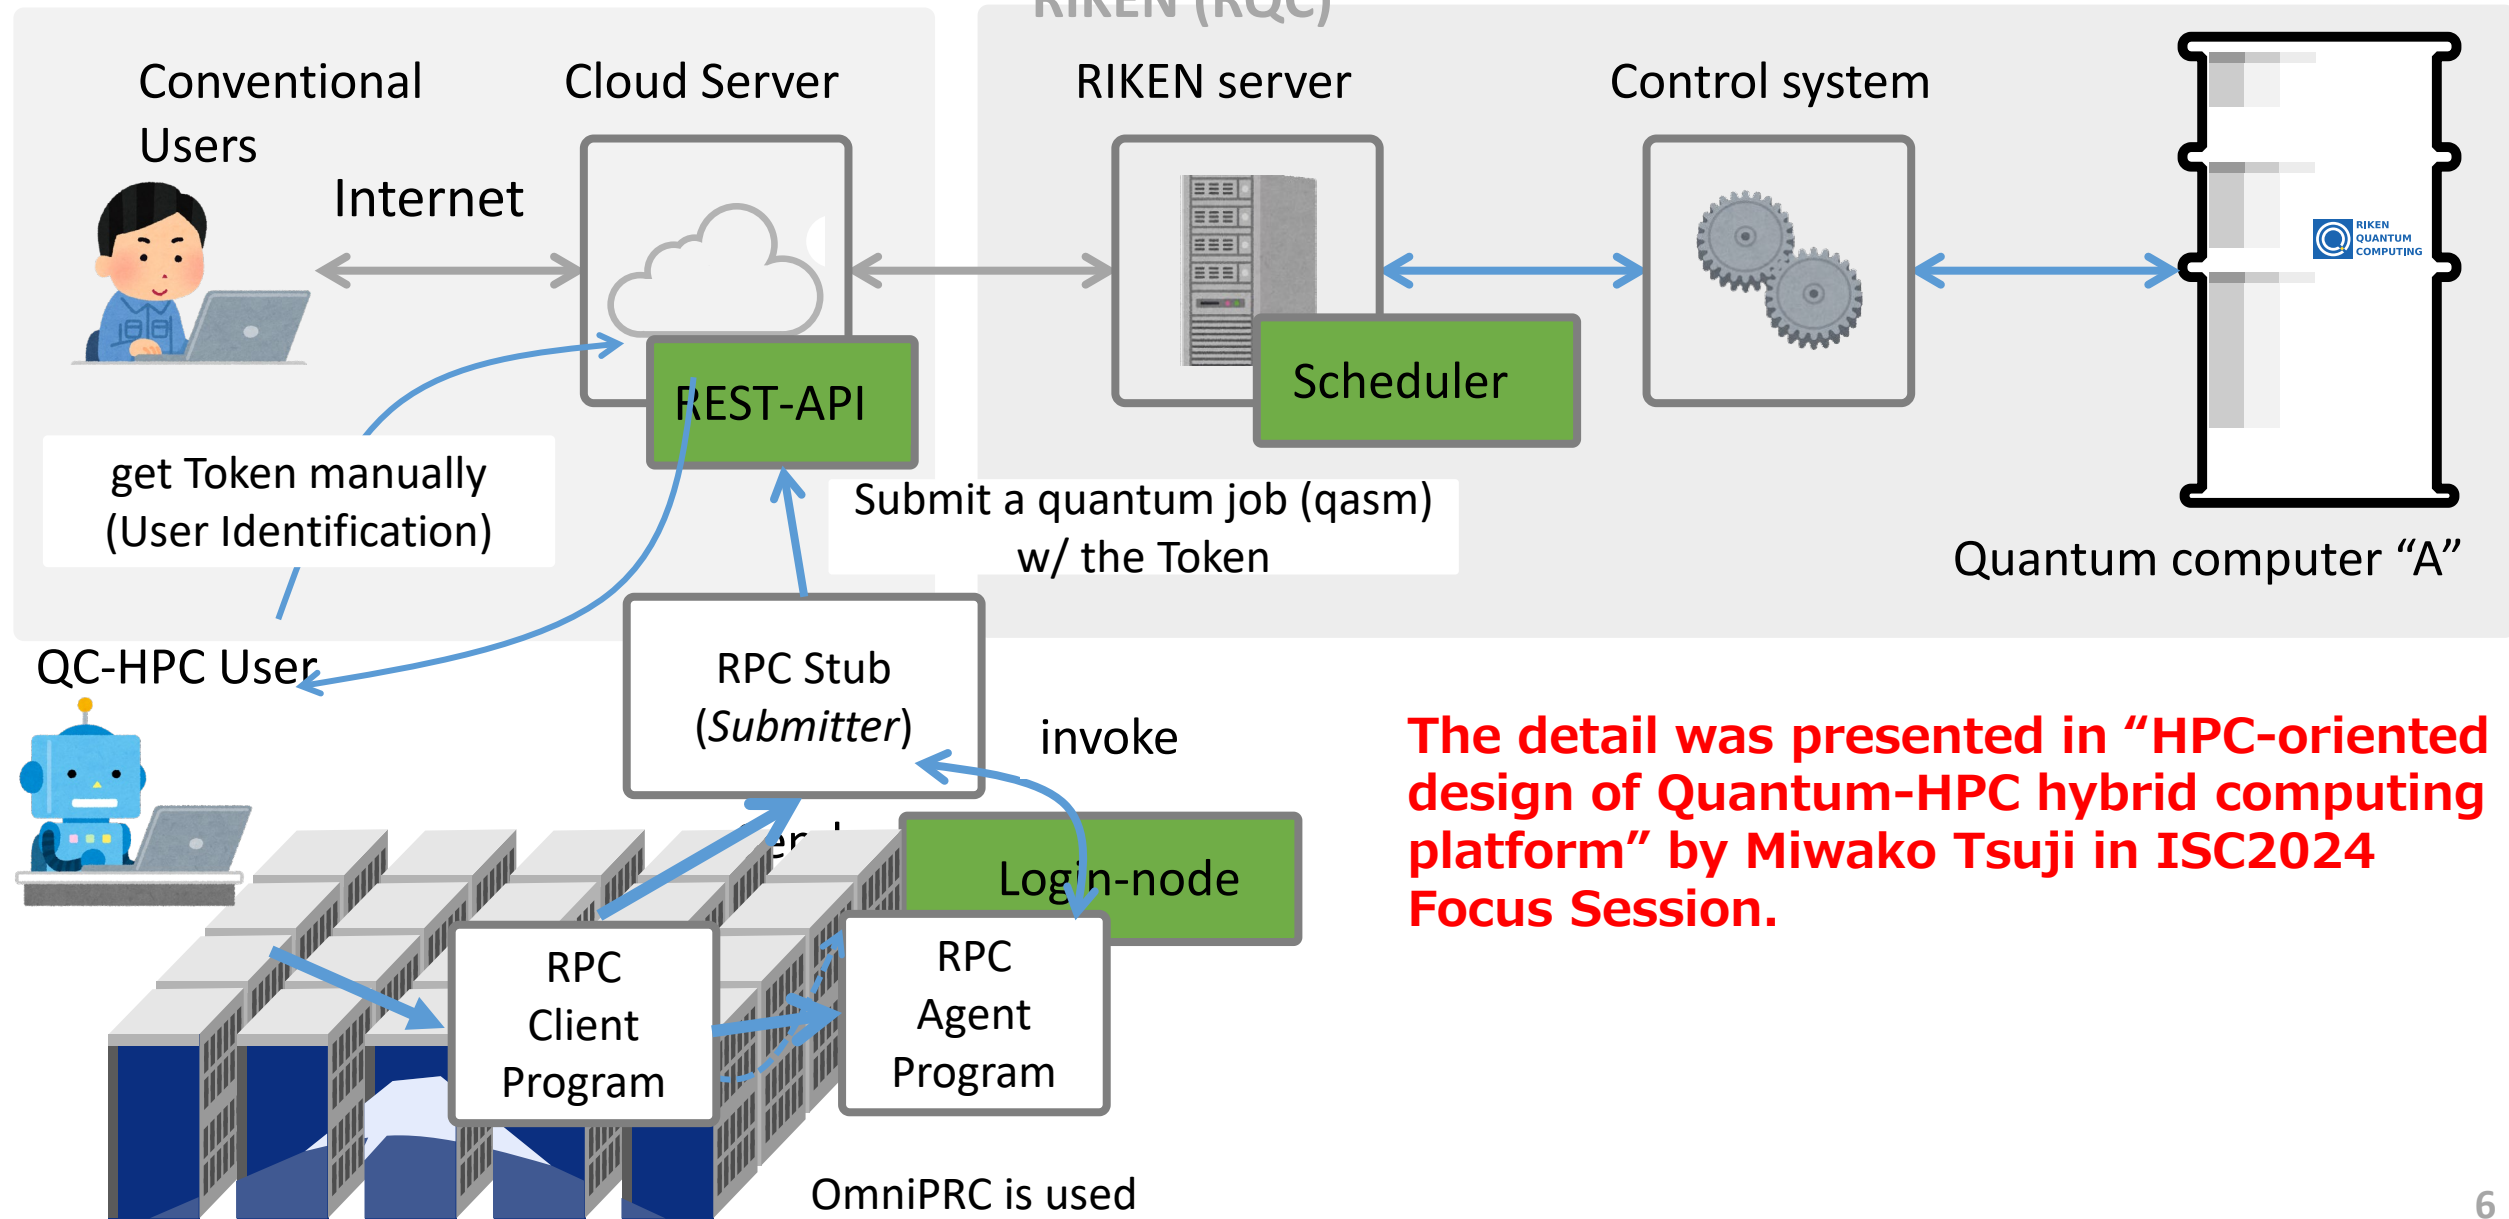 RIKEN (RQC)
Conventional
Users
Cloud Server
RIKEN server
Control system
Internet
RIKEN
QUANTUM
COMPUTING
REST-API
Scheduler
get Token manually
(User Identification)
Submit a quantum job (qasm)
w/ the Token
Quantum computer “A”
QC-HPC User
RPC Stub
(Submitter)
invoke
The detail was presented in “HPC-oriented
design of Quantum-HPC hybrid computing
platform” by Miwako Tsuji in ISC2024
Focus Session.
Login-node
RPC
Client
Program
RPC
Agent
Program
OmniPRC is used
6